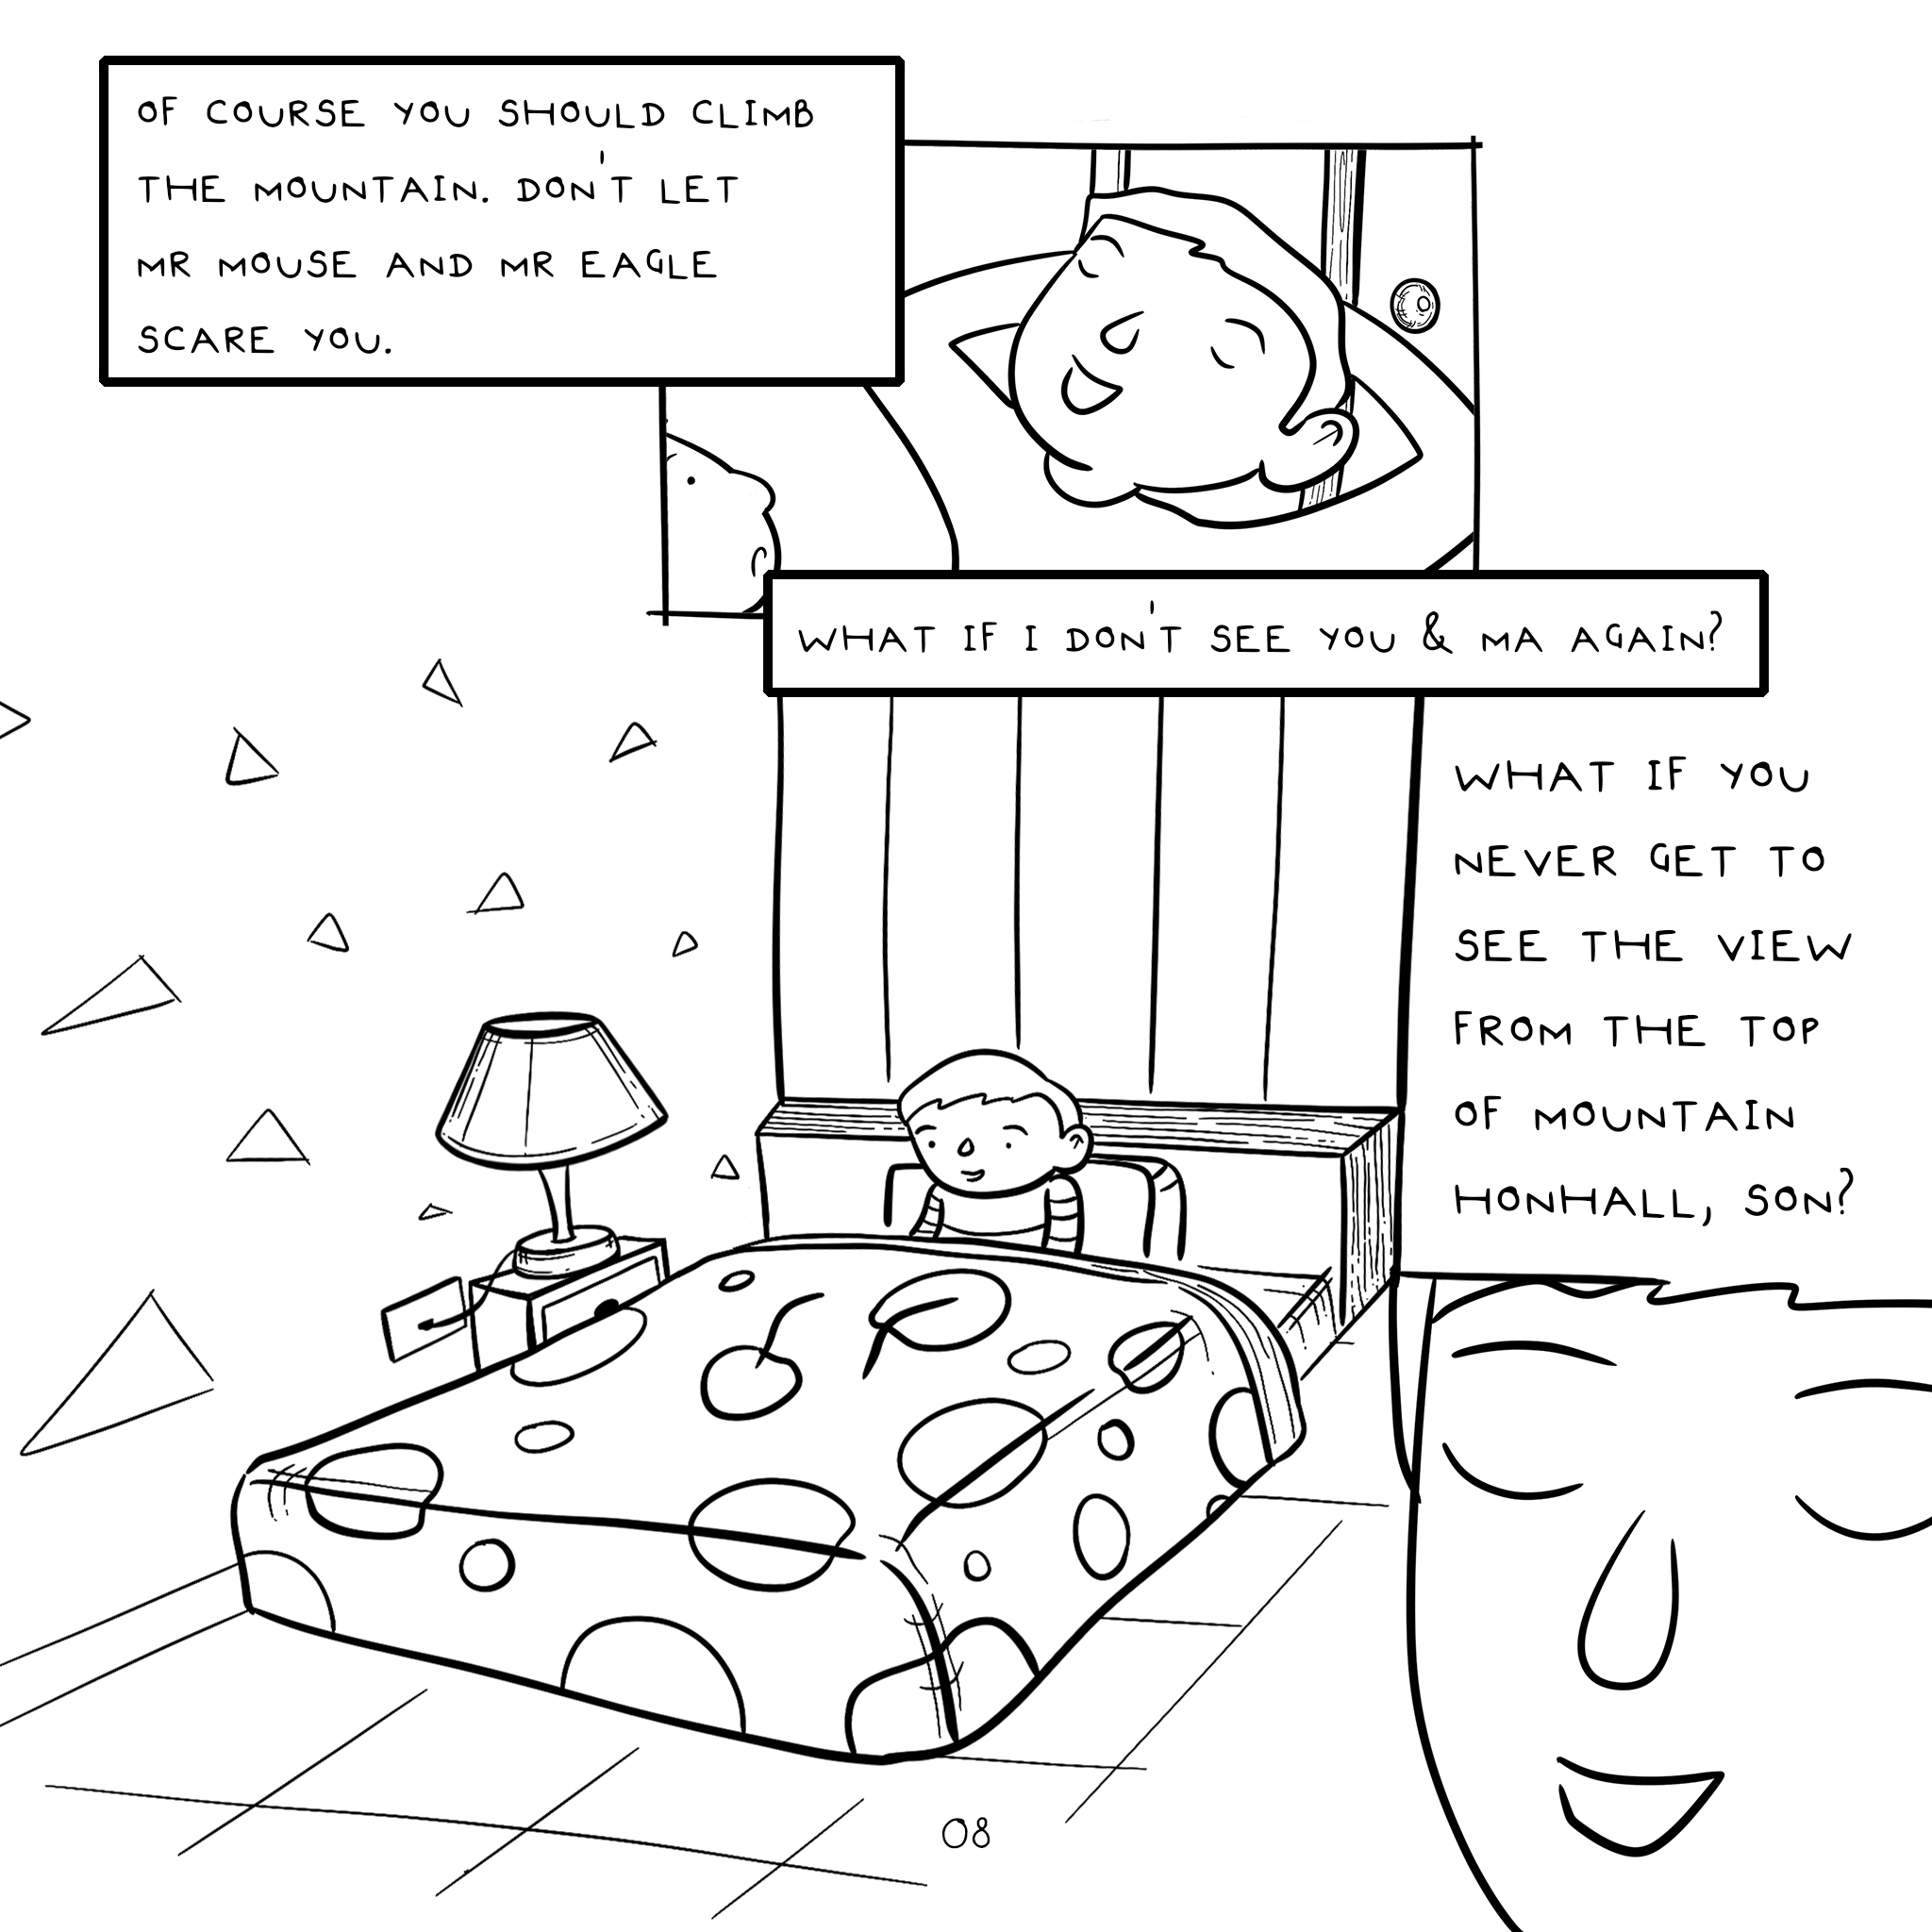 OF COURSE YOU SHOULD CLIMB
THE MOUNTAIN. DON'T LET
MR MOUSE AND MR EAGLE
SCARE YOU.
WHAT IF I DON'T SEE YOU & MA AGAIN?
WHAT IF YOU
NEVER GET TO
SEE THE VIEW
FROM THE TOP
OF MOUNTAIN
HONHALL, SON?
08